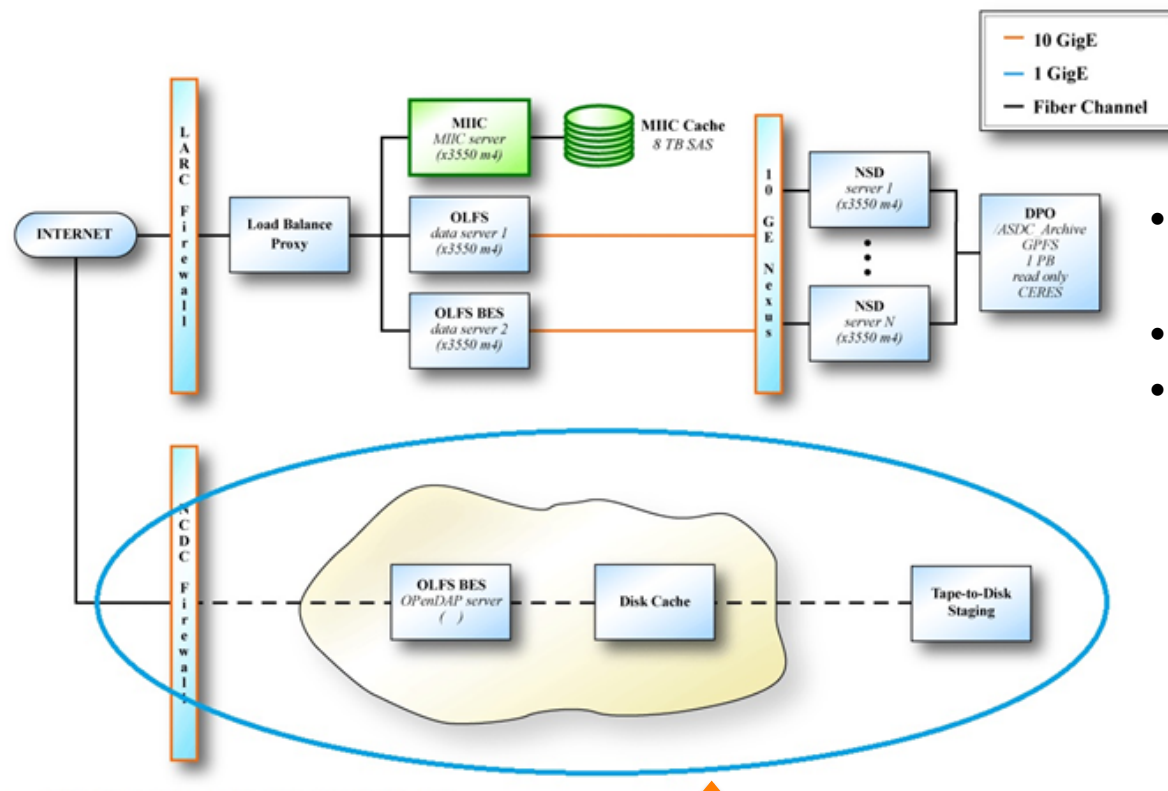 10 GigE
1 GigE
Fiber Channel
LARC Firewall
INTERNET
Load Balance
Proxy
MIIC
MIIC server
(x3550 m4)
MIIC Cache
8 TB SAS
OLFS
data server 1
(x3550 m4)
OLFS BES
data server 2
(x3550 m4)
10 GE Nexus
NSD
server 1
(x3550 m4)
NSD
server N
(x3550 m4)
DPO
/ASDC_Archive
GPFS
1 PB
read only
CERES
NCDC Firewall
OLFS BES
OPenDAP server
( )
Disk Cache
Tape-to-Disk
Staging